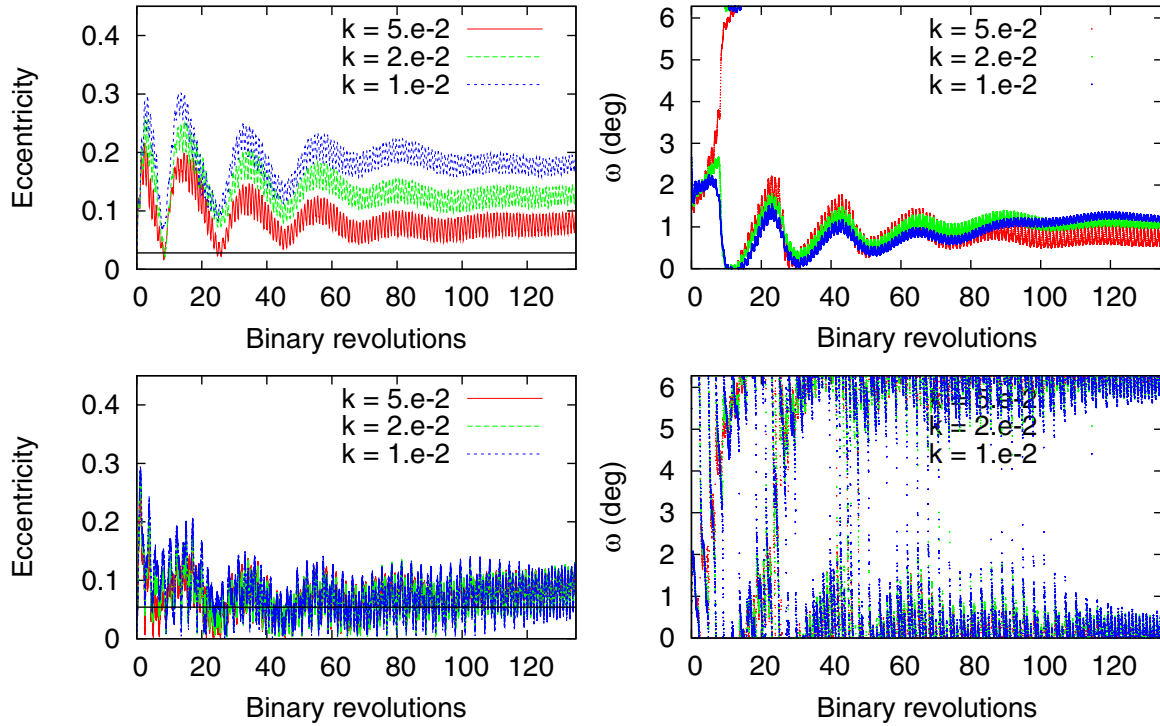 Eccentricity
0.4
0.3
0.2
0.1
0
k = 5.e-2
k = 2.e-2
k = 1.e-2
0 20 40 60 80 100 120
Binary revolutions
ω (deg)
6
5
4
3
2
1
0
k = 5.e-2
k = 2.e-2
k = 1.e-2
0 20 40 60 80 100 120
Binary revolutions
Eccentricity
0.4
0.3
0.2
0.1
0
k = 5.e-2
k = 2.e-2
k = 1.e-2
0 20 40 60 80 100 120
Binary revolutions
ω (deg)
6
5
4
3
2
1
0
k = 5.e-2
k = 2.e-2
k = 1.e-2
0 20 40 60 80 100 120
Binary revolutions